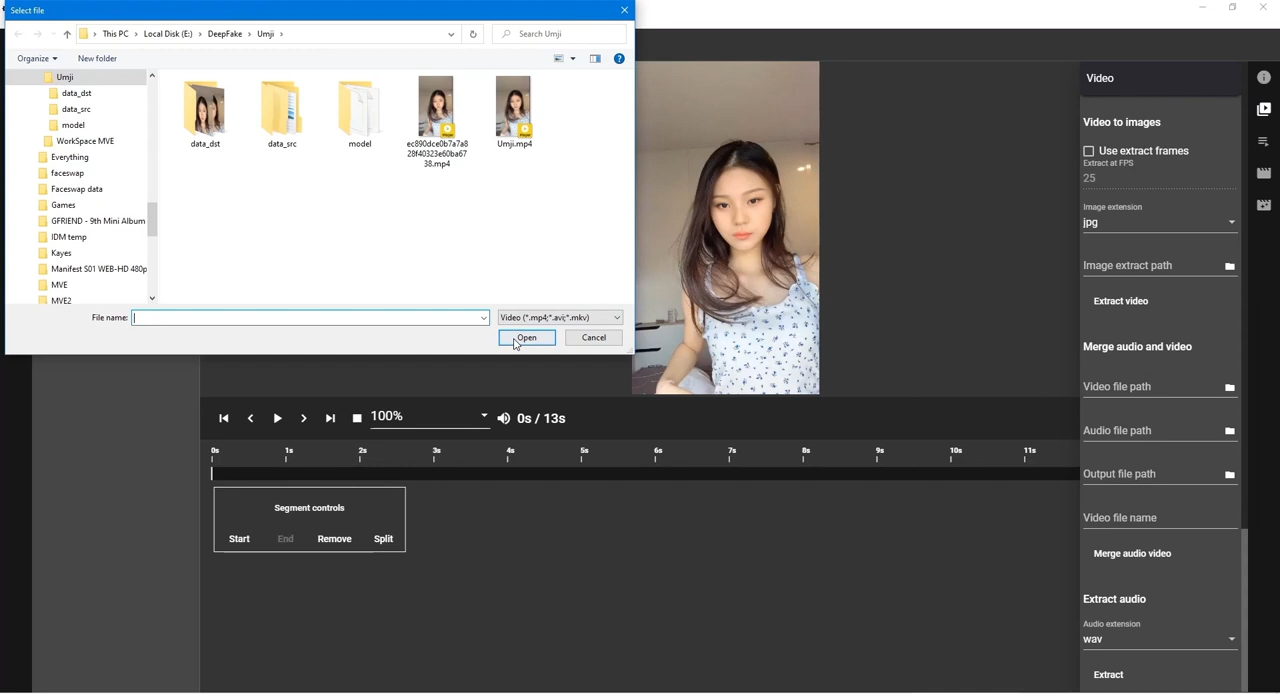 Select file
This PC › Local Disk (E:) › DeepFake › Umji ›
Search Umji
Organize
New folder
Umji
data_dst
data_src
model
WorkSpace MVE
Everything
faceswap
Faceswap data
Games
GFRIEND - 9th Mini Album
IDM temp
Kayes
Manifest S01 WEB-HD 480p
MVE
MVE2
data_dst
data_src
model
ec890dce0b7a7a8
28f40323e60ba67
38.mp4
Umji.mp4
File name:
Video (*.mp4;*.avi;*.mkv)
Open
Cancel
100%
0s / 13s
0s 1s 2s 3s 4s 5s 6s 7s 8s 9s 10s 11s
Segment controls
Start End Remove Split
Video
Video to images
Use extract frames
Extract at FPS
25
Image extension
jpg
Image extract path
Extract video
Merge audio and video
Video file path
Audio file path
Output file path
Video file name
Merge audio video
Extract audio
Audio extension
wav
Extract